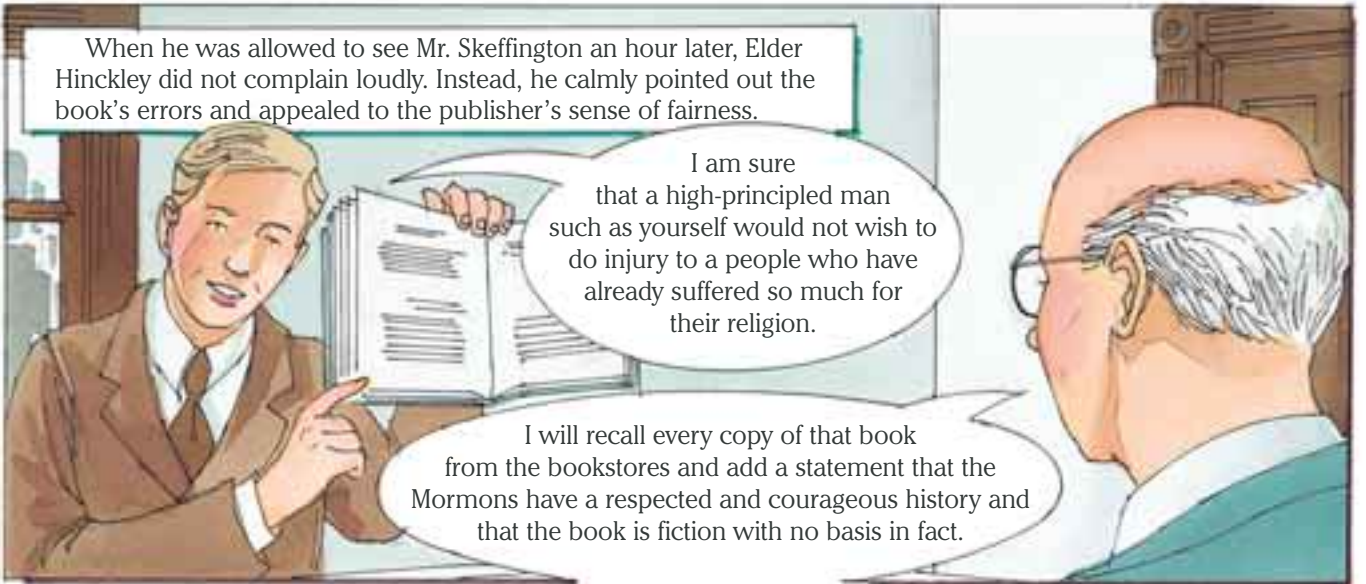 When he was allowed to see Mr. Skeffington an hour later, Elder
Hinckley did not complain loudly. Instead, he calmly pointed out the
book's errors and appealed to the publisher's sense of fairness.
I am sure
that a high-principled man
such as yourself would not wish to
do injury to a people who have
already suffered so much for
their religion.
I will recall every copy of that book
from the bookstores and add a statement that the
Mormons have a respected and courageous history and
that the book is fiction with no basis in fact.